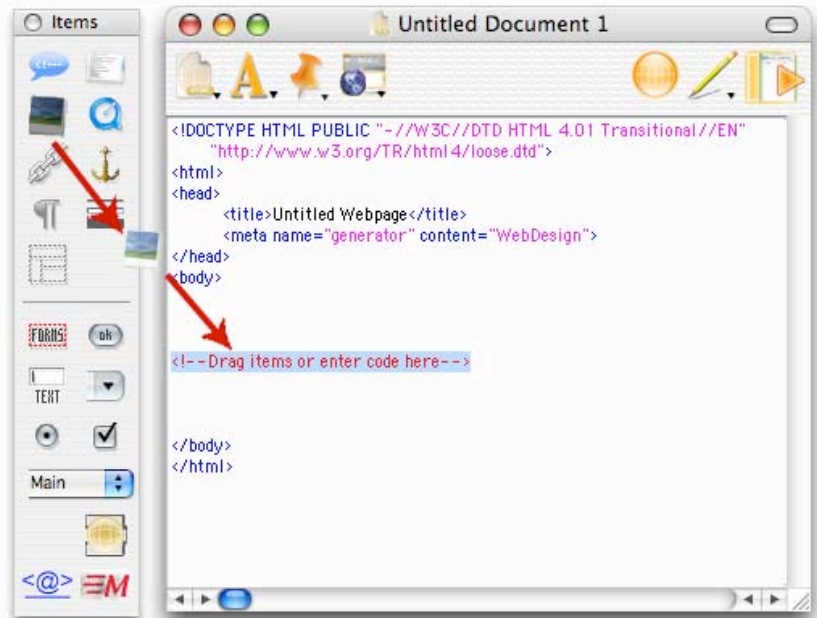 Items
FORMS
ok
TEXT
Main
<@>
M
Untitled Document 1
A
<!DOCTYPE HTML PUBLIC "-//W3C//DTD HTML 4.01 Transitional//EN"
"http://www.w3.org/TR/html4/loose.dtd">
<html>
<head>
<title>Untitled Webpage</title>
<meta name="generator" content="WebDesign">
</head>
<body>
<!--Drag items or enter code here-->
</body>
</html>